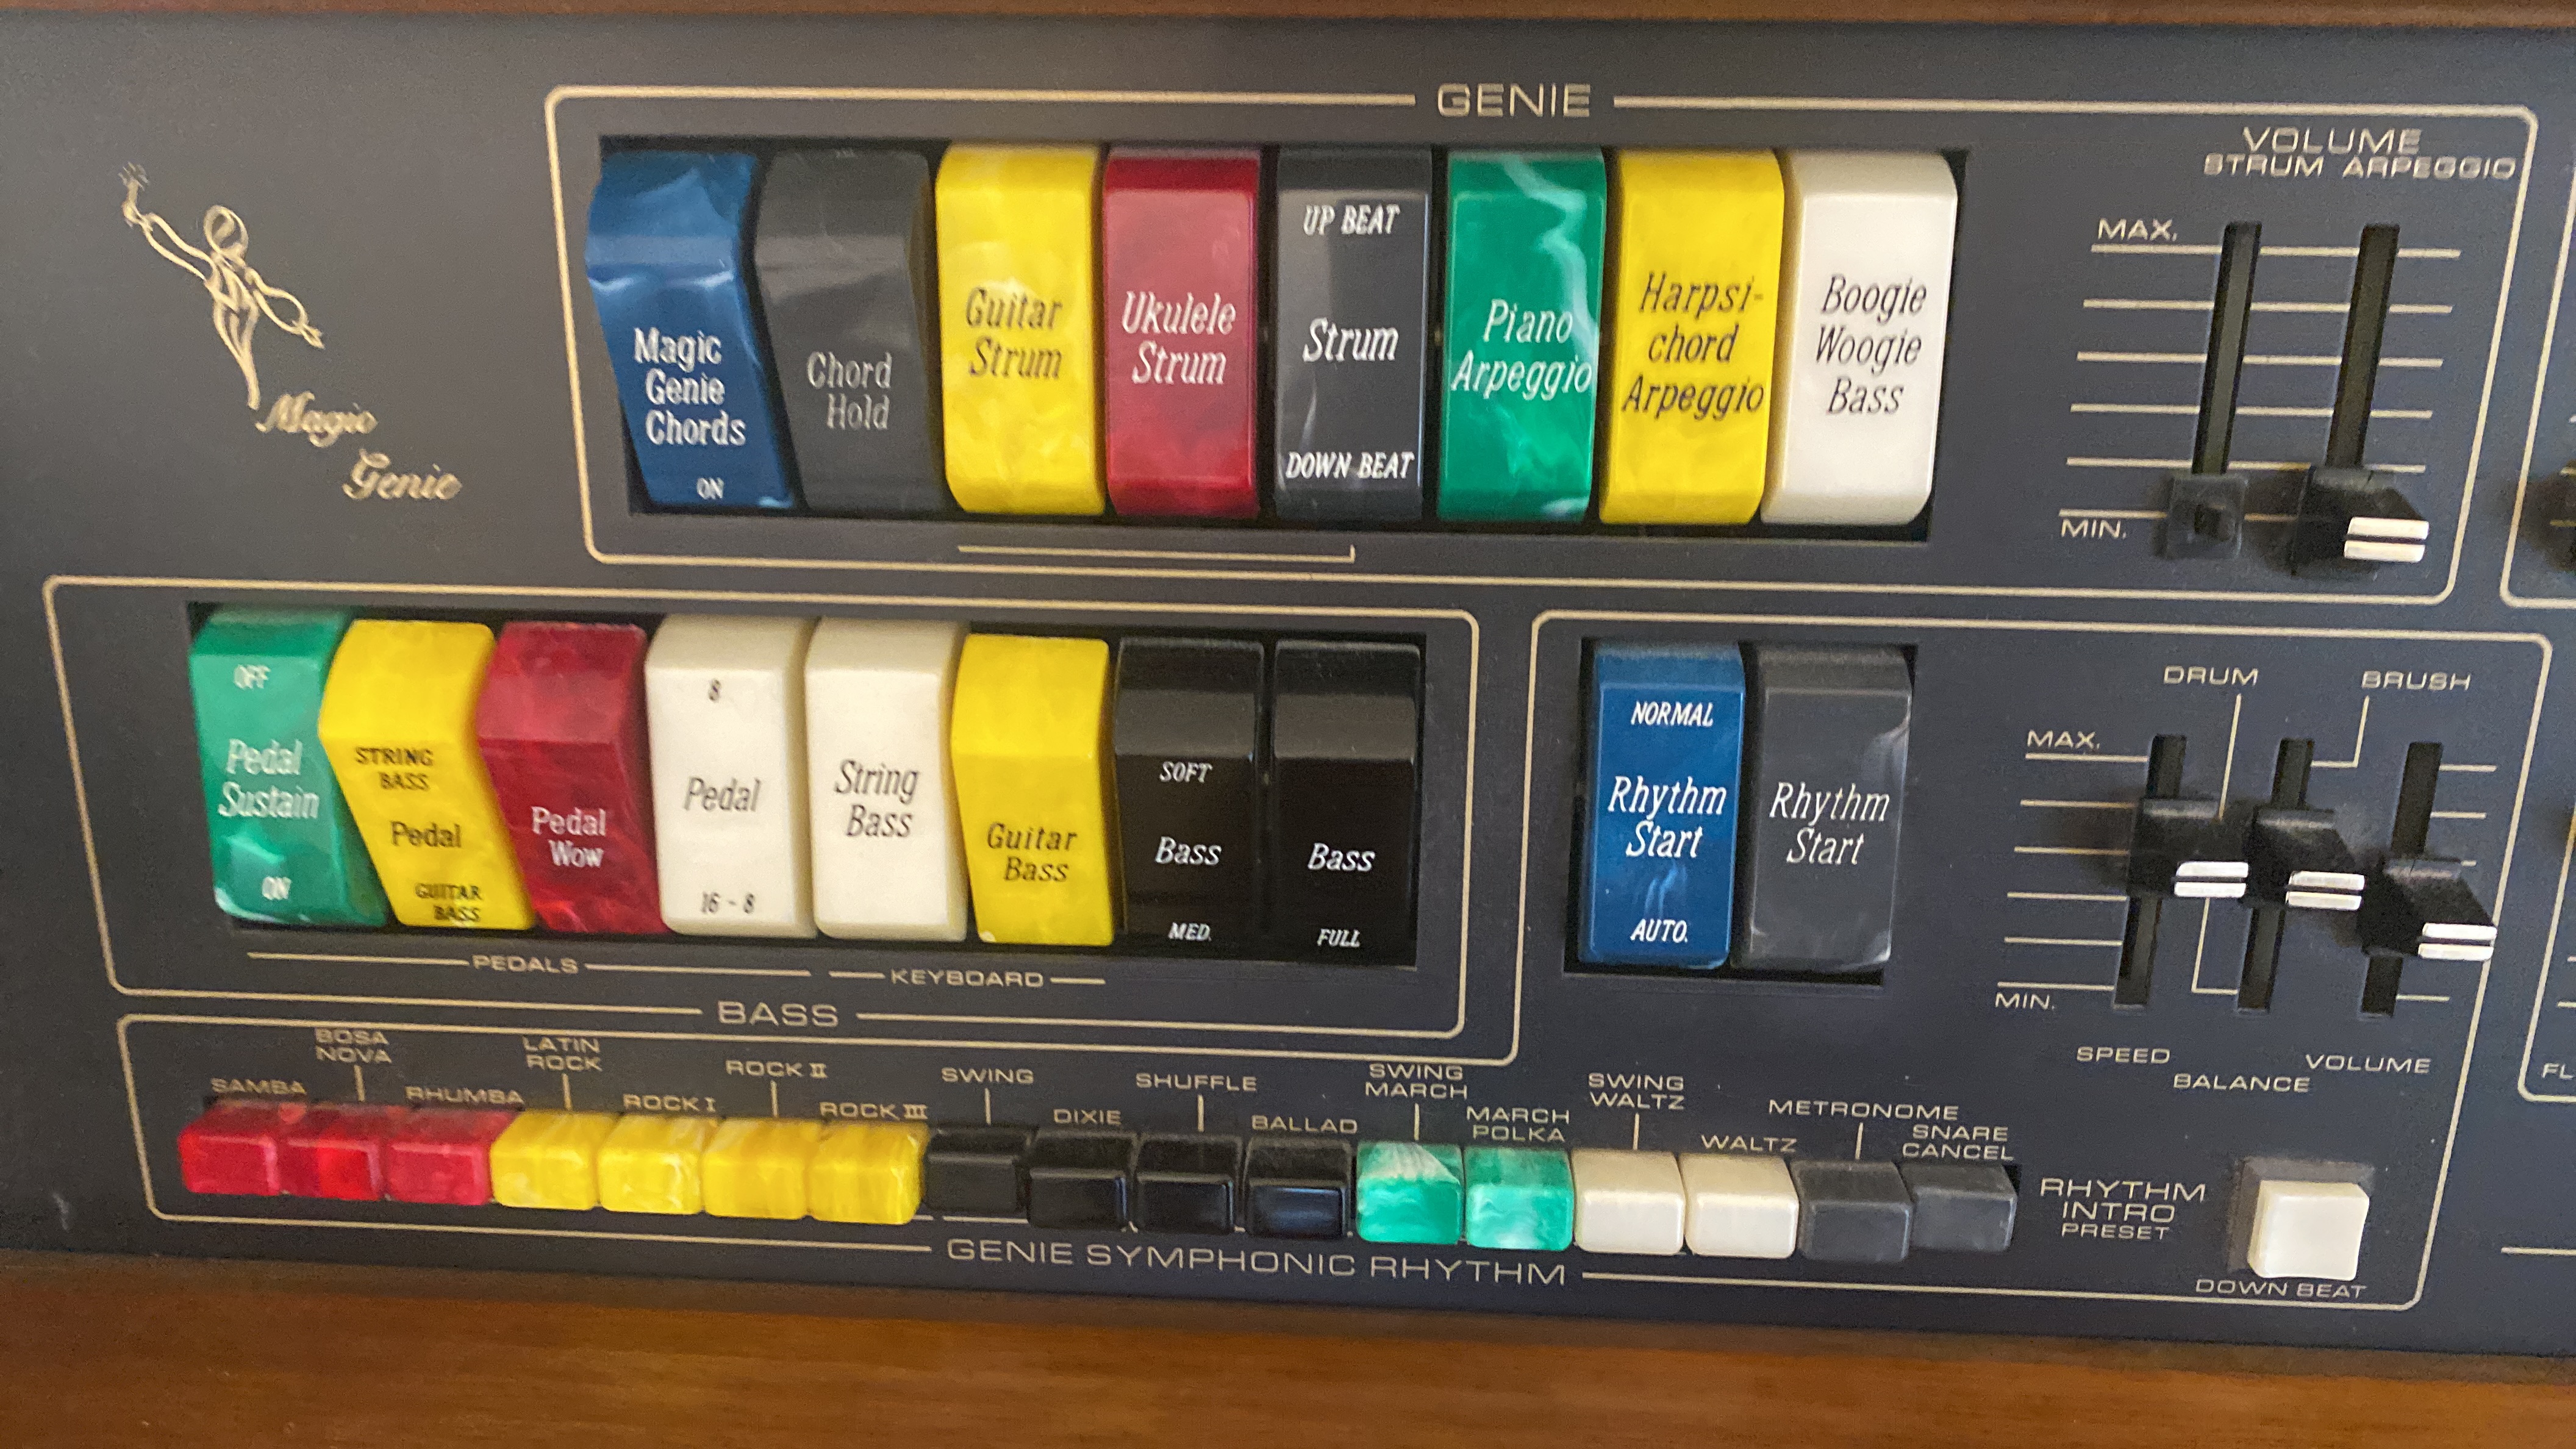 GENIE
VOLUME
STRUM ARPEGGIO
MAX.
MIN.
Magic
Genie
Magic
Genie
Chords
ON
Chord
Hold
Guitar
Strum
Ukulele
Strum
UP BEAT
Strum
DOWN BEAT
Piano
Arpeggio
Harpsi-
chord
Arpeggio
Boogie
Woogie
Bass
OFF
Pedal
Sustain
ON
STRING
BASS
Pedal
GUITAR
BASS
Pedal
Wow
8
Pedal
16-8
String
Bass
Guitar
Bass
SOFT
Bass
MED.
Bass
FULL
PEDALS
KEYBOARD
BASS
NORMAL
Rhythm
Start
AUTO.
Rhythm
Start
DRUM
BRUSH
MAX.
MIN.
SPEED
BALANCE
VOLUME
FL
SAMBA
BOSA
NOVA
RHUMBA
LATIN
ROCK
ROCK I
ROCK II
ROCK III
SWING
DIXIE
SHUFFLE
BALLAD
SWING
MARCH
MARCH
POLKA
SWING
WALTZ
WALTZ
METRONOME
SNARE
CANCEL
RHYTHM
INTRO
PRESET
DOWN BEAT
GENIE SYMPHONIC RHYTHM